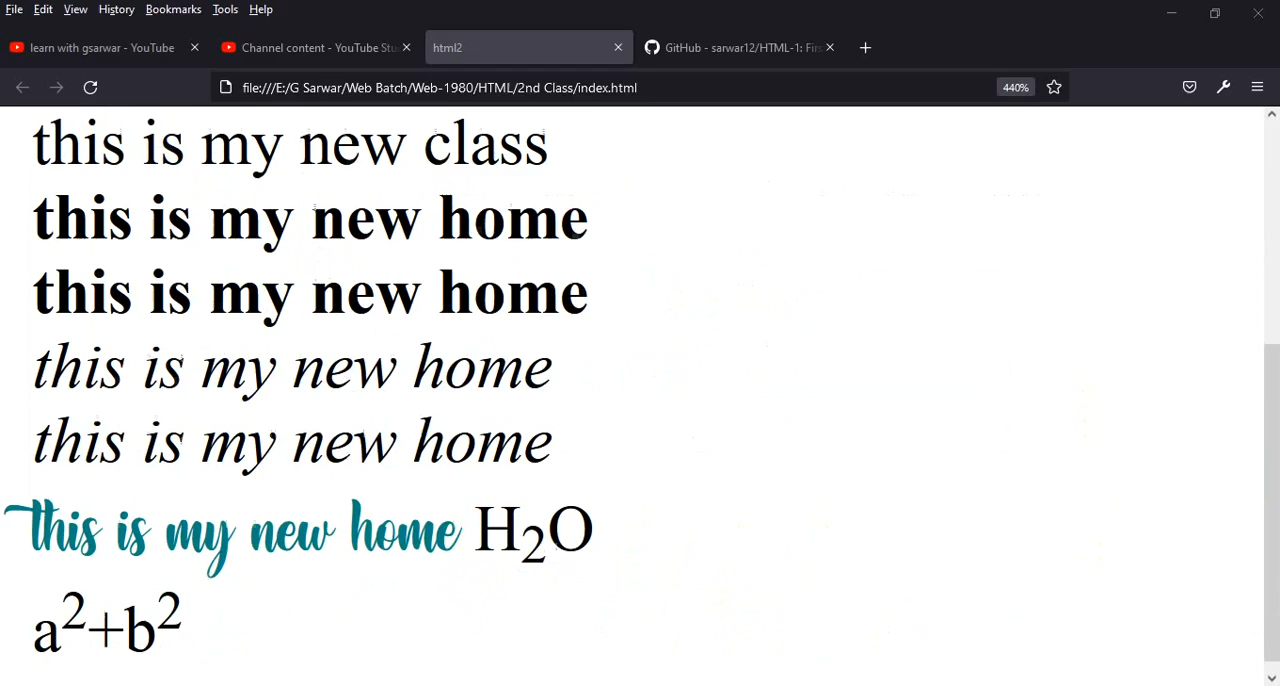 File Edit View History Bookmarks Tools Help
learn with gsarwar - YouTube Channel content - YouTube Stu html2 GitHub - sarwar12/HTML-1: Firs
file:///E:/G Sarwar/Web Batch/Web-1980/HTML/2nd Class/index.html 440%
this is my new class
this is my new home
this is my new home
this is my new home
this is my new home
this is my new home H₂O
a²+b²